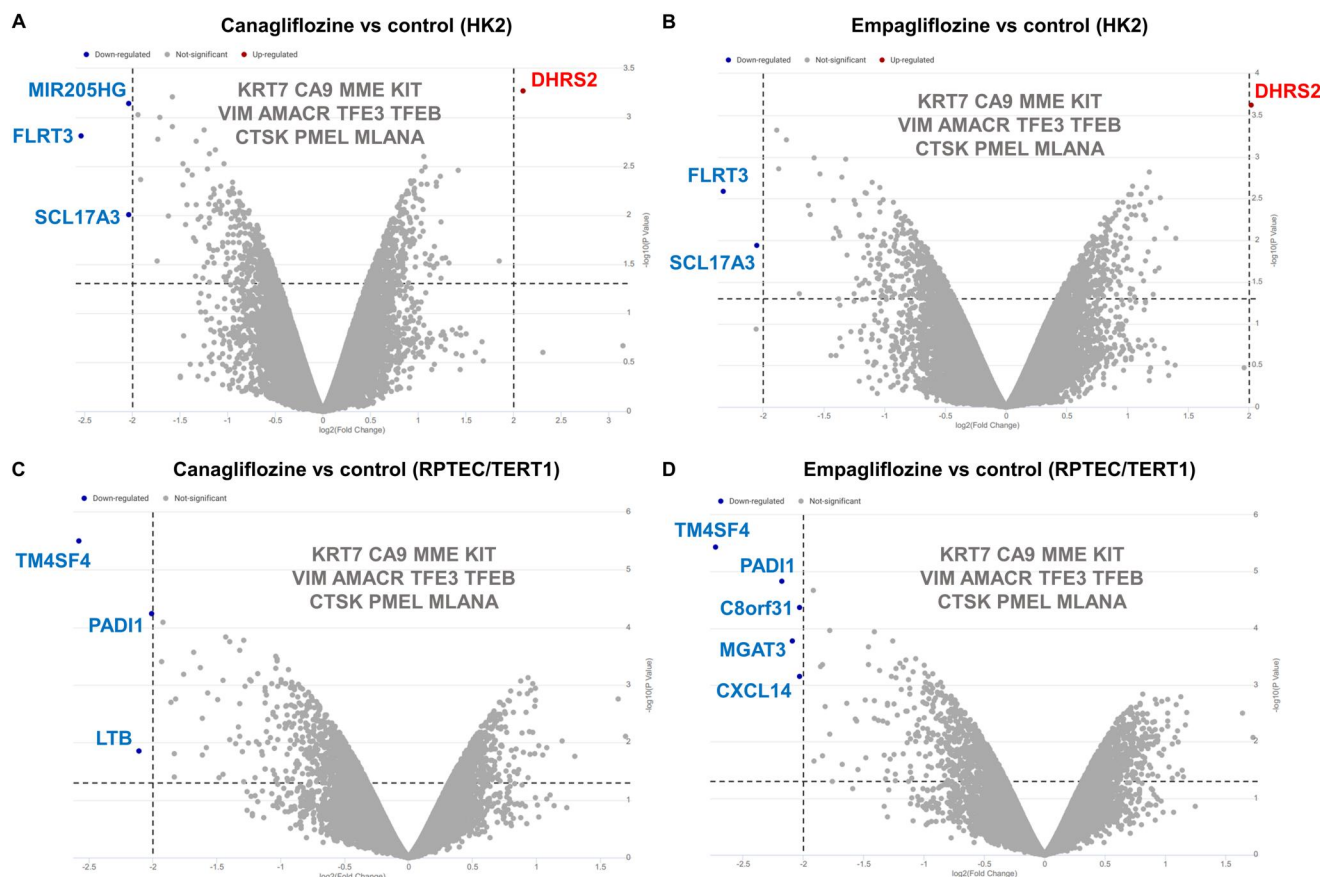 A
Canagliflozine vs control (HK2)
Down-regulated Not-significant Up-regulated
MIR205HG
FLRT3
SCL17A3
KRT7 CA9 MME KIT
VIM AMACR TFE3 TFEB
CTSK PMEL MLANA
DHRS2
3.5
3
2.5
2
1.5
1
0.5
0
-log10(P Value)
-2.5 -2 -1.5 -1 -0.5 0 0.5 1 1.5 2 2.5 3
log2(Fold Change)
B
Empagliflozine vs control (HK2)
Down-regulated Not-significant Up-regulated
FLRT3
SCL17A3
KRT7 CA9 MME KIT
VIM AMACR TFE3 TFEB
CTSK PMEL MLANA
DHRS2
4
3.5
3
2.5
2
1.5
1
0.5
0
-log10(P Value)
-2 -1.5 -1 -0.5 0 0.5 1 1.5 2
log2(Fold Change)
C
Canagliflozine vs control (RPTEC/TERT1)
Down-regulated Not-significant
TM4SF4
PADI1
LTB
KRT7 CA9 MME KIT
VIM AMACR TFE3 TFEB
CTSK PMEL MLANA
6
5
4
3
2
1
0
-log10(P Value)
-2.5 -2 -1.5 -1 -0.5 0 0.5 1 1.5
log2(Fold Change)
D
Empagliflozine vs control (RPTEC/TERT1)
Down-regulated Not-significant
TM4SF4
PADI1
C8orf31
MGAT3
CXCL14
KRT7 CA9 MME KIT
VIM AMACR TFE3 TFEB
CTSK PMEL MLANA
6
5
4
3
2
1
0
-log10(P Value)
-2.5 -2 -1.5 -1 -0.5 0 0.5 1 1.5
log2(Fold Change)